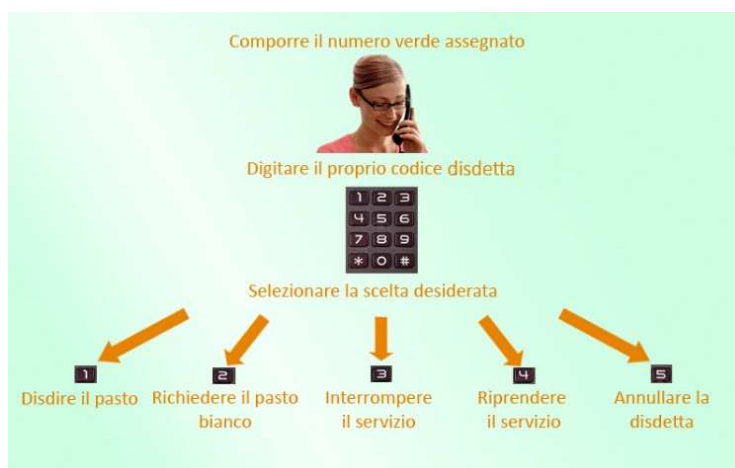 Comporre il numero verde assegnato
Digitare il proprio codice disdetta
1 2 3
4 5 6
7 8 9
* 0 #
Selezionare la scelta desiderata
1
Disdire il pasto
2
Richiedere il pasto
bianco
3
Interrompere
il servizio
4
Riprendere
il servizio
5
Annullare la
disdetta